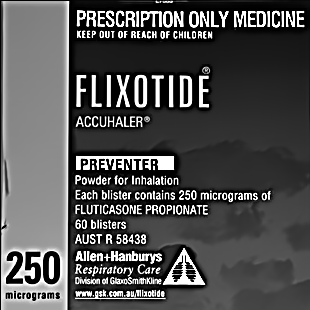 PRESCRIPTION ONLY MEDICINE
KEEP OUT OF REACH OF CHILDREN
FLIXOTIDE®
ACCUHALER®
PREVENTER
Powder for Inhalation
Each blister contains 250 micrograms of
FLUTICASONE PROPIONATE
60 blisters
AUST R 58438
250
micrograms
Allen+Hanburys
Respiratory Care
Division of GlaxoSmithKline
www.gsk.com.au/flixotide